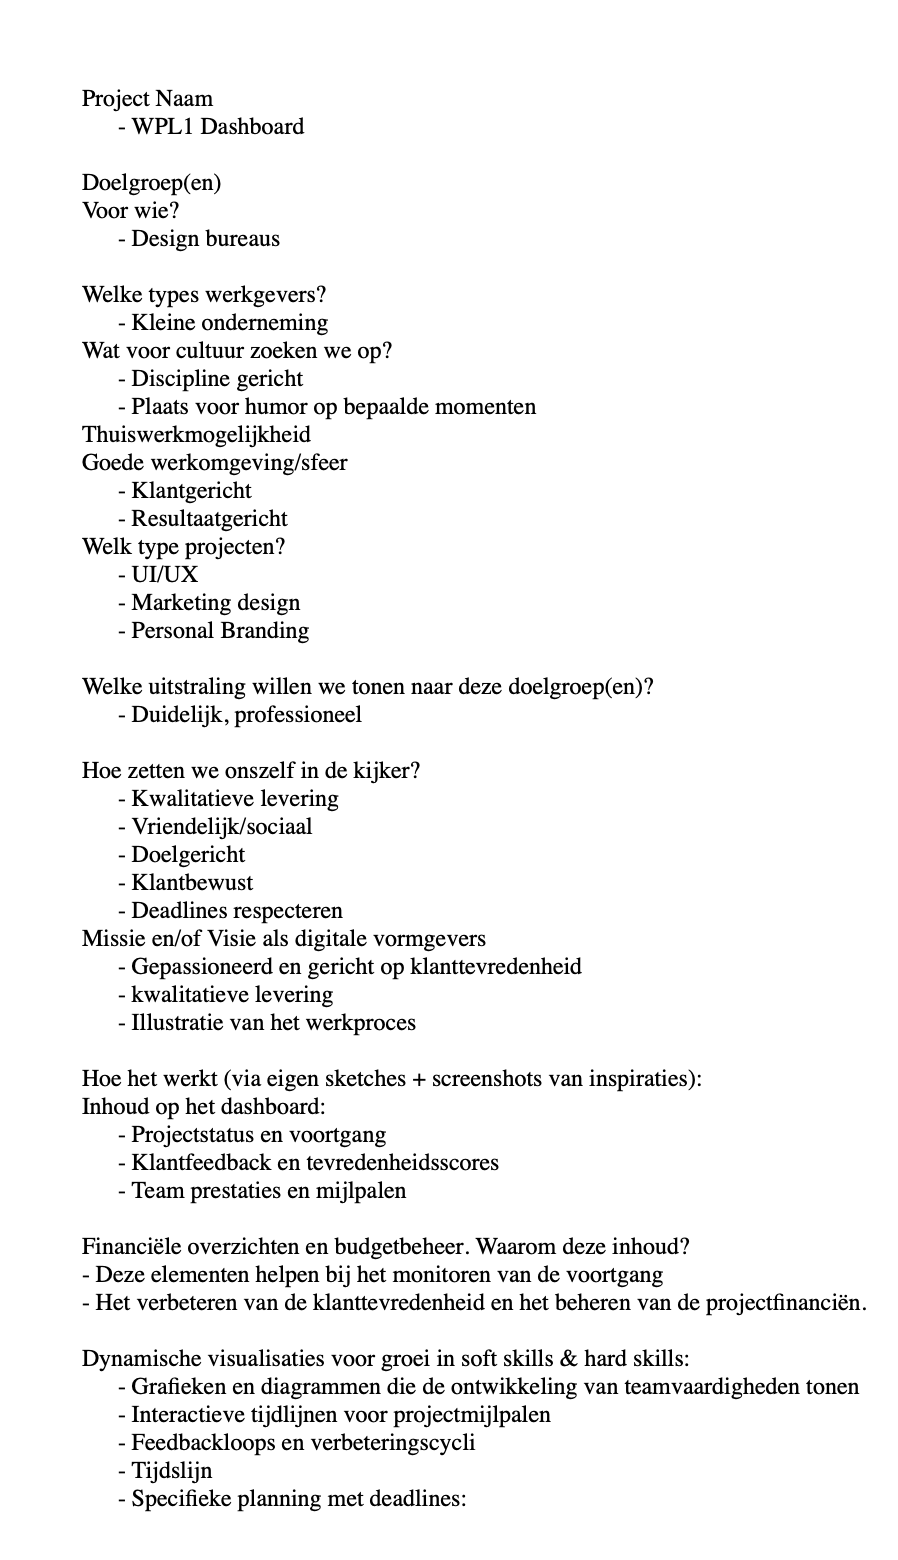 Project Naam
- WPL1 Dashboard
Doelgroep(en)
Voor wie?
- Design bureaus
Welke types werkgevers?
- Kleine onderneming
Wat voor cultuur zoeken we op?
- Discipline gericht
- Plaats voor humor op bepaalde momenten
Thuiswerkmogelijkheid
Goede werkomgeving/sfeer
- Klantgericht
- Resultaatgericht
Welk type projecten?
- UI/UX
- Marketing design
- Personal Branding
Welke uitstraling willen we tonen naar deze doelgroep(en)?
- Duidelijk, professioneel
Hoe zetten we onszelf in de kijker?
- Kwalitatieve levering
- Vriendelijk/sociaal
- Doelgericht
- Klantbewust
- Deadlines respecteren
Missie en/of Visie als digitale vormgevers
- Gepassioneerd en gericht op klanttevredenheid
- kwalitatieve levering
- Illustratie van het werkproces
Hoe het werkt (via eigen sketches + screenshots van inspiraties):
Inhoud op het dashboard:
- Projectstatus en voortgang
- Klantfeedback en tevredenheidsscores
- Team prestaties en mijlpalen
Financiële overzichten en budgetbeheer. Waarom deze inhoud?
- Deze elementen helpen bij het monitoren van de voortgang
- Het verbeteren van de klanttevredenheid en het beheren van de projectfinanciën.
Dynamische visualisaties voor groei in soft skills & hard skills:
- Grafieken en diagrammen die de ontwikkeling van teamvaardigheden tonen
- Interactieve tijdlijnen voor projectmijlpalen
- Feedbackloops en verbeteringscycli
- Tijdslijn
- Specifieke planning met deadlines: